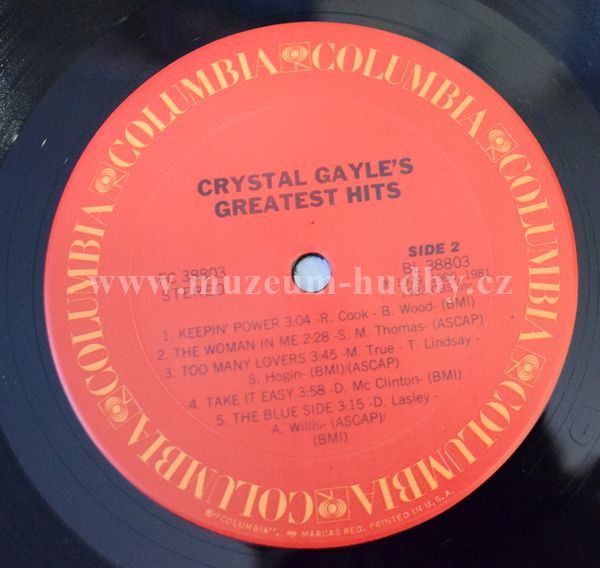 COLUMBIA COLUMBIA COLUMBIA COLUMBIA COLUMBIA COLUMBIA
CRYSTAL GAYLE'S
GREATEST HITS
SIDE 2
FC 38803
BL 38803
STEREO
1981
www.muzeum-hudby.cz
1. KEEPIN' POWER 3:04 -R. Cook - B. Wood- (BMI)
2. THE WOMAN IN ME 2:28 - S. M. Thomas- (ASCAP)
3. TOO MANY LOVERS 3:45 -M. True - T. Lindsay -
S. Hogin- (BMI)/(ASCAP)
4. TAKE IT EASY 3:58 -D. Mc Clinton- (BMI)
5. THE BLUE SIDE 3:15 -D. Lasley -
A. Willis- (ASCAP)/
(BMI)
"COLUMBIA", MARCAS REG. PRINTED IN U.S.A.